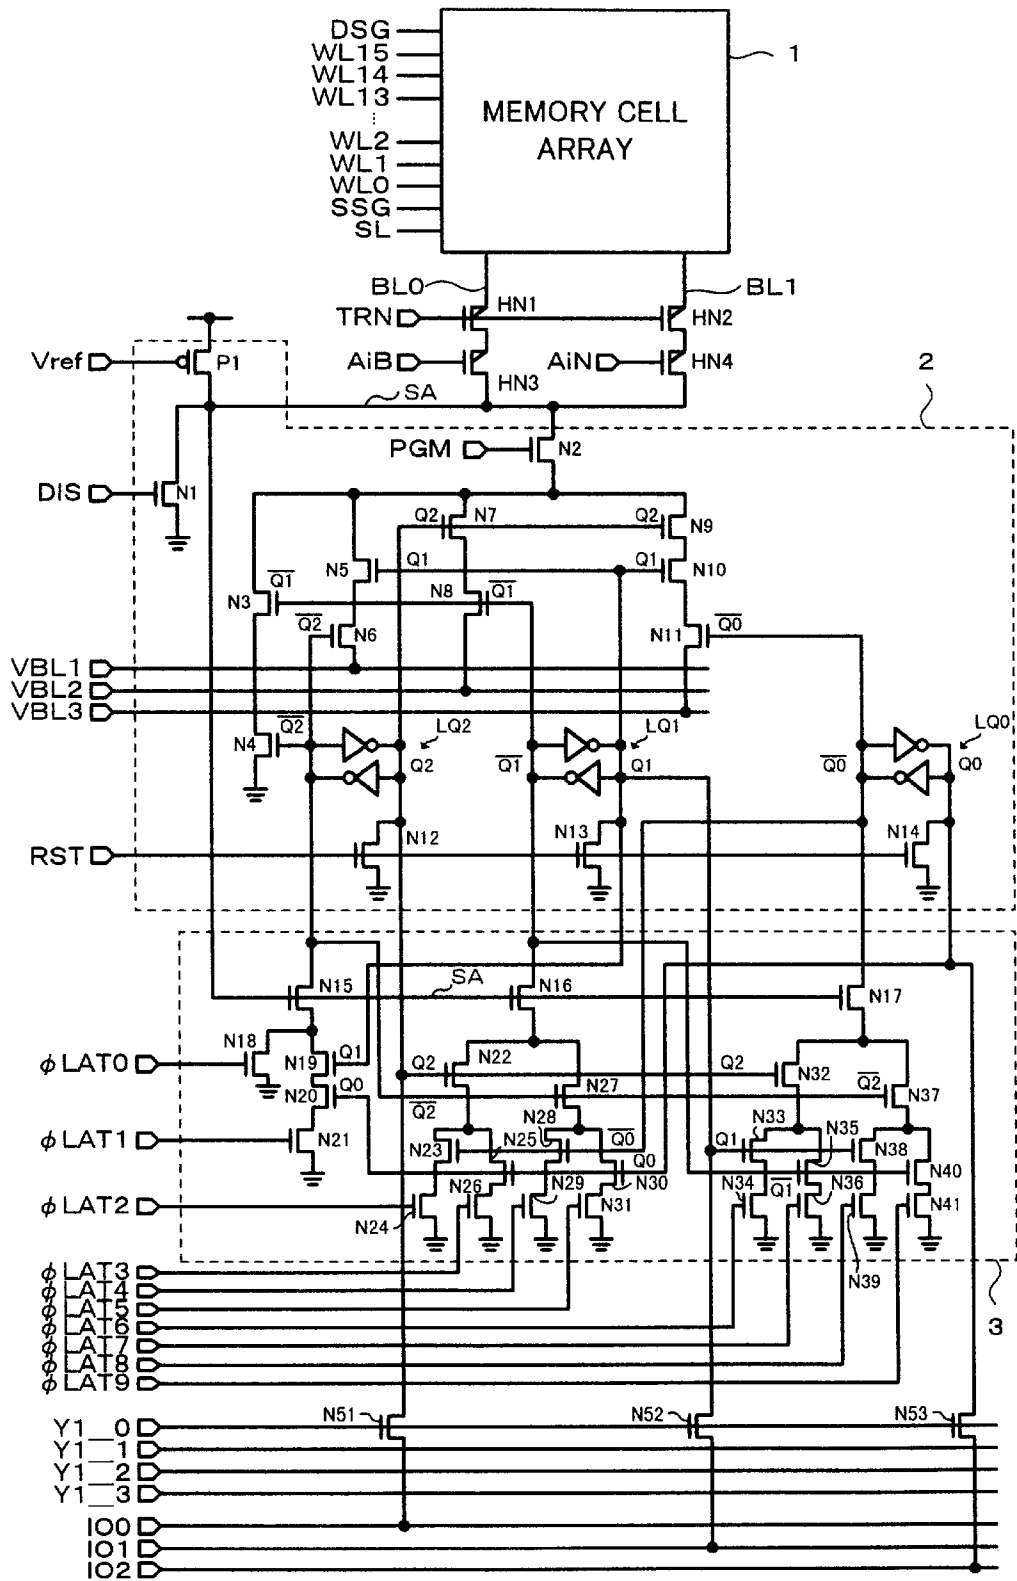 DSG
WL15
1
WL14
WL13
MEMORY CELL
ARRAY
WL2
WL1
WL0
SSG
SL
BL0
BL1
TRN
HN1
HN2
Vref
P1
AiB
AiN
HN4
HN3
2
SA
PGM
N2
DIS
N1
Q2
N7
Q2
N9
N5
Q1
Q1
N10
Q1
N3
N8
Q1
Q2
N6
N11
Q0
VBL1
VBL2
VBL3
Q2
N4
LQ2
LQ1
LQ0
Q2
Q1
Q1
Q0
Q0
RST
N12
N13
N14
N15
SA
N16
N17
N18
φLAT0
N19
Q1
Q2
N22
Q2
N32
N20
Q0
N27
Q2
N37
Q2
N28
Q0
N33
φLAT1
N21
N23
N25
Q1
N35
N38
Q0
N26
N29
N30
N34
Q1
N36
N40
φLAT2
N24
N31
N41
φLAT3
N39
φLAT4
φLAT5
φLAT6
φLAT7
φLAT8
φLAT9
3
Y1__0
N51
N52
N53
Y1__1
Y1__2
Y1__3
IO0
IO1
IO2